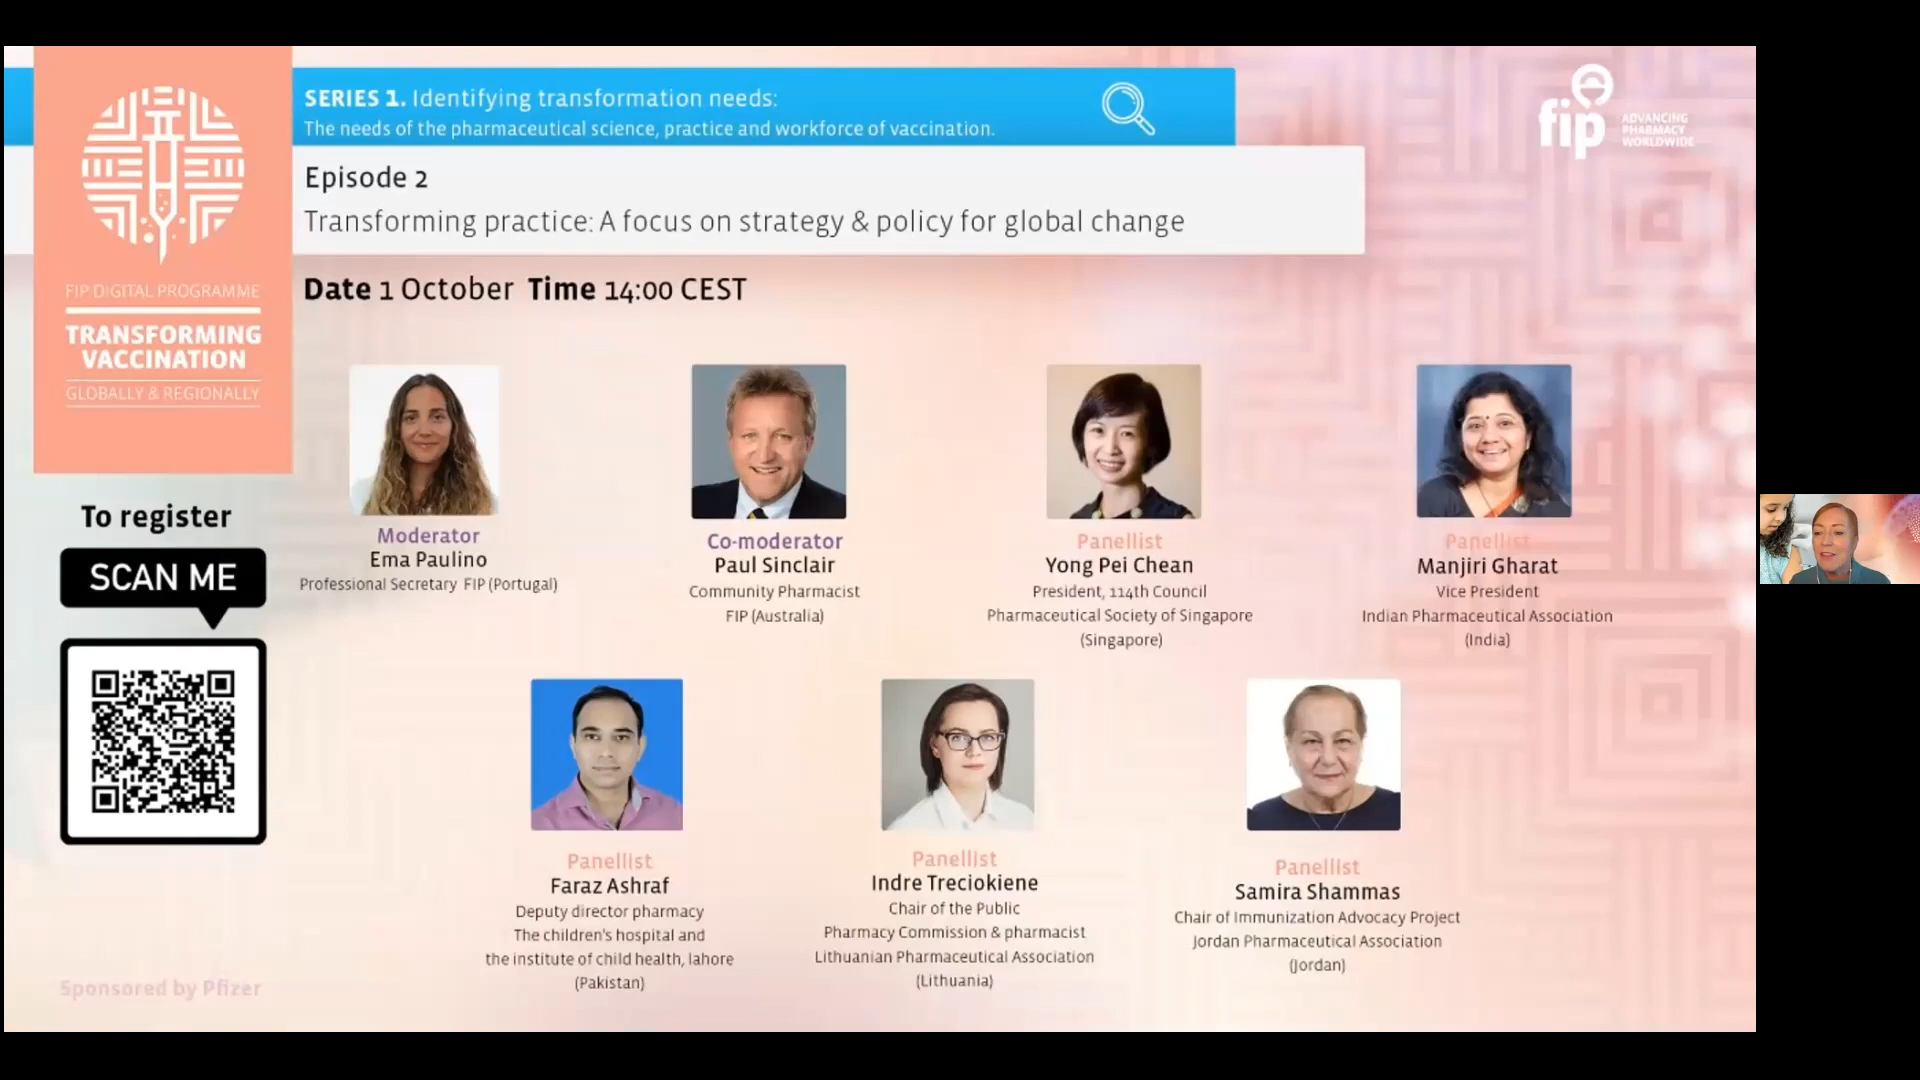 SERIES 1. Identifying transformation needs:
The needs of the pharmaceutical science, practice and workforce of vaccination.
fip
ADVANCING
PHARMACY
WORLDWIDE
Episode 2
Transforming practice: A focus on strategy & policy for global change
Date 1 October Time 14:00 CEST
FIP DIGITAL PROGRAMME
TRANSFORMING
VACCINATION
GLOBALLY & REGIONALLY
To register
SCAN ME
Sponsored by Pfizer
Moderator
Ema Paulino
Professional Secretary FIP (Portugal)
Co-moderator
Paul Sinclair
Community Pharmacist
FIP (Australia)
Panellist
Yong Pei Chean
President, 114th Council
Pharmaceutical Society of Singapore
(Singapore)
Panellist
Manjiri Gharat
Vice President
Indian Pharmaceutical Association
(India)
Panellist
Faraz Ashraf
Deputy director pharmacy
The children's hospital and
the institute of child health, lahore
(Pakistan)
Panellist
Indre Treciokiene
Chair of the Public
Pharmacy Commission & pharmacist
Lithuanian Pharmaceutical Association
(Lithuania)
Panellist
Samira Shammas
Chair of Immunization Advocacy Project
Jordan Pharmaceutical Association
(Jordan)